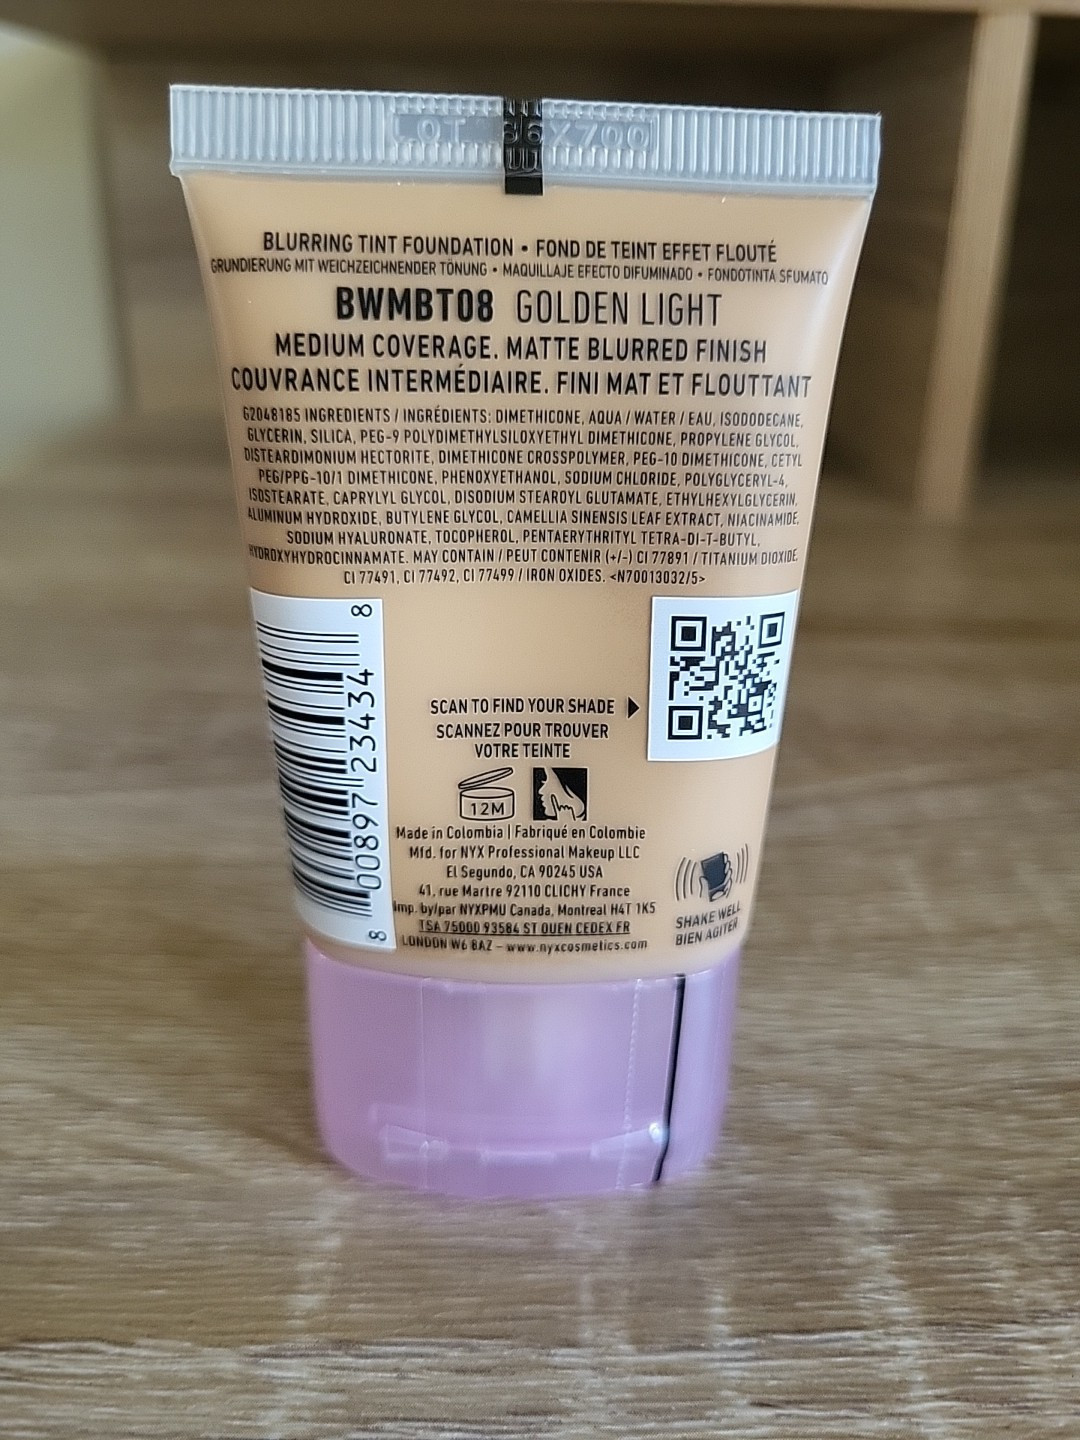 LOT 66X700
BLURRING TINT FOUNDATION • FOND DE TEINT EFFET FLOUTÉ
GRUNDIERUNG MIT WEICHZEICHNENDER TÖNUNG • MAQUILLAJE EFECTO DIFUMINADO • FONDOTINTA SFUMATO
BWMBT08 GOLDEN LIGHT
MEDIUM COVERAGE. MATTE BLURRED FINISH
COUVRANCE INTERMÉDIAIRE. FINI MAT ET FLOUTTANT
G2048185 INGREDIENTS / INGRÉDIENTS: DIMETHICONE, AQUA / WATER / EAU, ISODODECANE,
GLYCERIN, SILICA, PEG-9 POLYDIMETHYLSILOXYETHYL DIMETHICONE, PROPYLENE GLYCOL,
DISTEARDIMONIUM HECTORITE, DIMETHICONE CROSSPOLYMER, PEG-10 DIMETHICONE, CETYL
PEG/PPG-10/1 DIMETHICONE, PHENOXYETHANOL, SODIUM CHLORIDE, POLYGLYCERYL-4,
ISOSTEARATE, CAPRYLYL GLYCOL, DISODIUM STEAROYL GLUTAMATE, ETHYLHEXYLGLYCERIN,
ALUMINUM HYDROXIDE, BUTYLENE GLYCOL, CAMELLIA SINENSIS LEAF EXTRACT, NIACINAMIDE,
SODIUM HYALURONATE, TOCOPHEROL, PENTAERYTHRITYL TETRA-DI-T-BUTYL,
HYDROXYHYDROCINNAMATE. MAY CONTAIN / PEUT CONTENIR (+/-) CI 77891 / TITANIUM DIOXIDE,
CI 77491, CI 77492, CI 77499 / IRON OXIDES. <N70013032/5>
8 00897 23434 8
SCAN TO FIND YOUR SHADE
SCANNEZ POUR TROUVER
VOTRE TEINTE
12M
Made in Colombia | Fabriqué en Colombie
Mfd. for NYX Professional Makeup LLC
El Segundo, CA 90245 USA
41, rue Martre 92110 CLICHY France
Imp. by/par NYXPMU Canada, Montreal H4T 1K5
TSA 75000 93584 ST OUEN CEDEX FR
LONDON W6 8AZ – www.nyxcosmetics.com
SHAKE WELL
BIEN AGITER